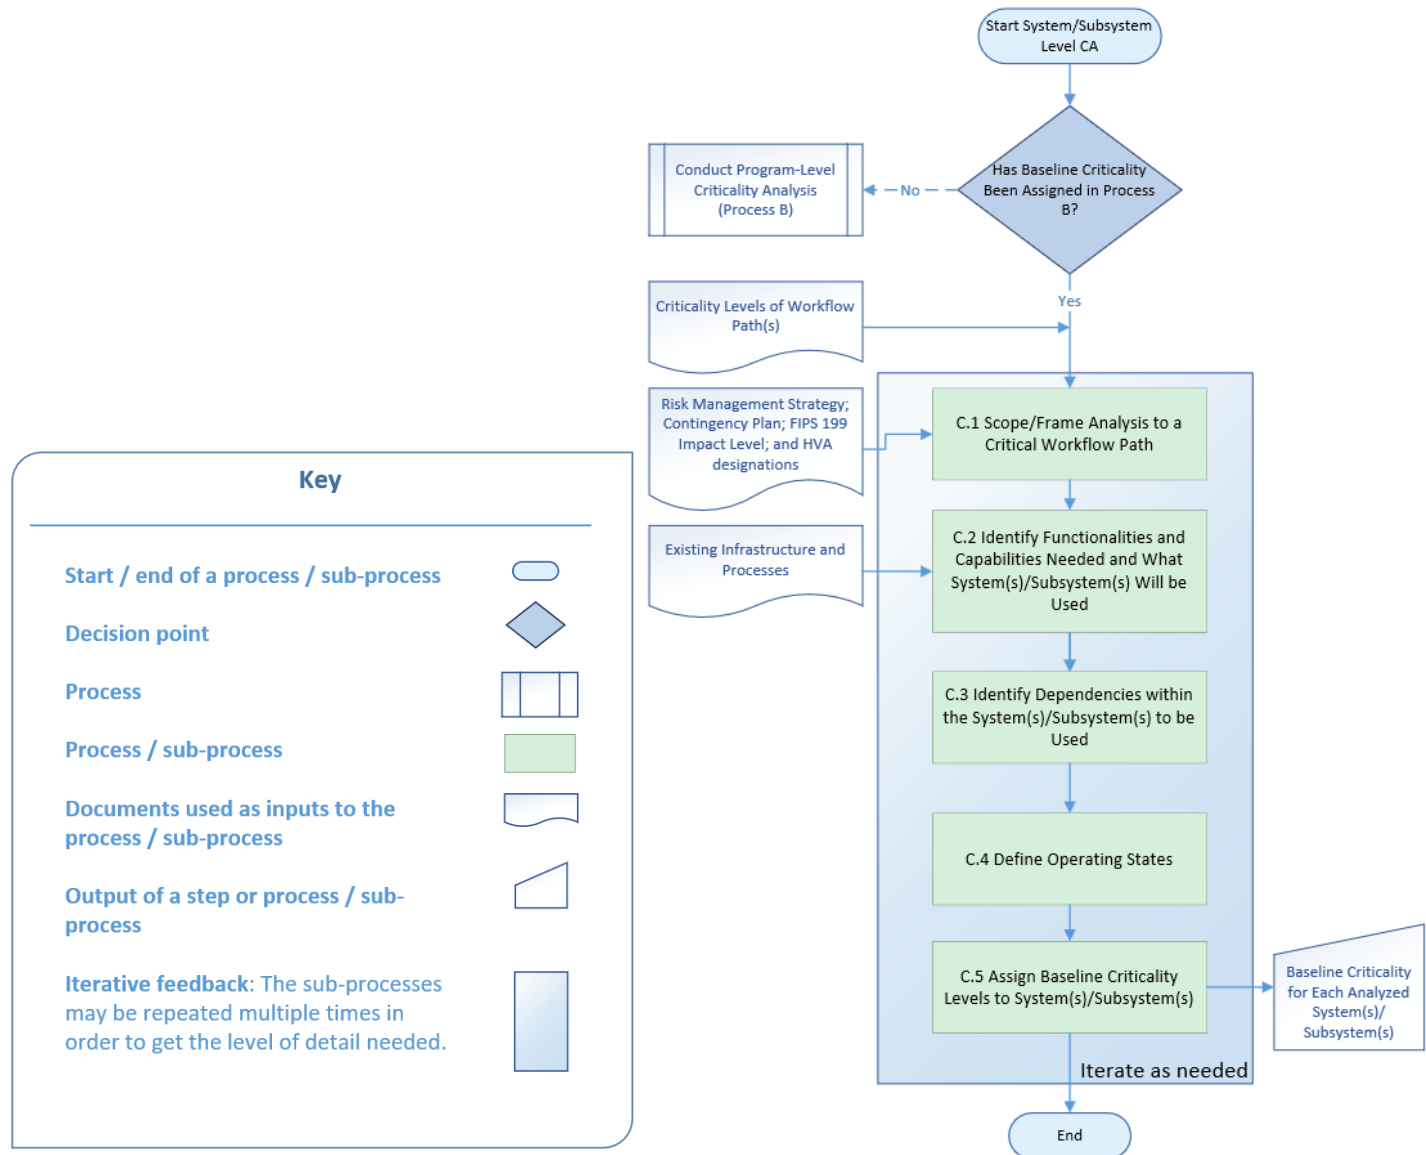 Start System/Subsystem
Level CA
Has Baseline Criticality
Been Assigned in Process
B?
No
Conduct Program-Level
Criticality Analysis
(Process B)
Yes
Criticality Levels of Workflow
Path(s)
Risk Management Strategy;
Contingency Plan; FIPS 199
Impact Level; and HVA
designations
C.1 Scope/Frame Analysis to a
Critical Workflow Path
Existing Infrastructure and
Processes
C.2 Identify Functionalities and
Capabilities Needed and What
System(s)/Subsystem(s) Will be
Used
C.3 Identify Dependencies within
the System(s)/Subsystem(s) to be
Used
C.4 Define Operating States
C.5 Assign Baseline Criticality
Levels to System(s)/Subsystem(s)
Baseline Criticality
for Each Analyzed
System(s)/
Subsystem(s)
Iterate as needed
End
Key
Start / end of a process / sub-process
Decision point
Process
Process / sub-process
Documents used as inputs to the
process / sub-process
Output of a step or process / sub-
process
Iterative feedback: The sub-processes
may be repeated multiple times in
order to get the level of detail needed.